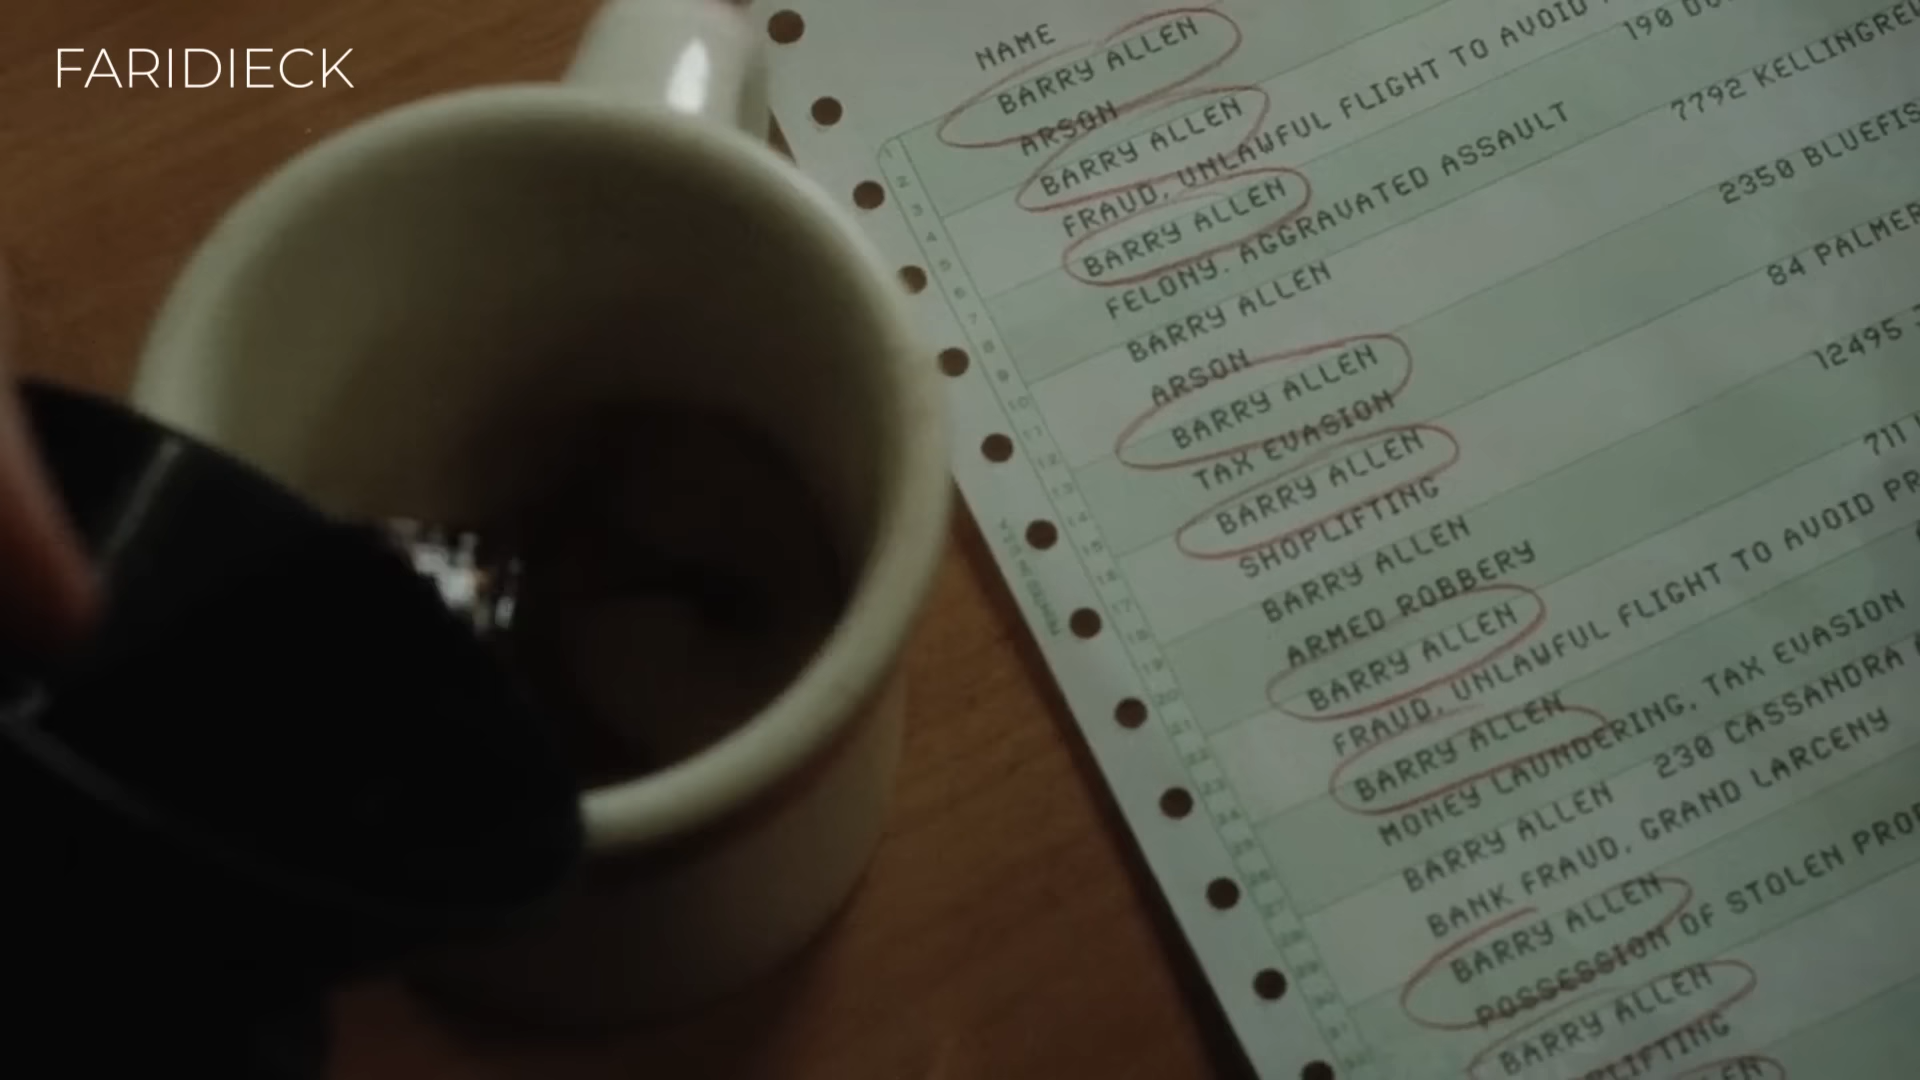 FARIDIECK
NAME
BARRY ALLEN
ARSON
190
BARRY ALLEN
FRAUD, UNLAWFUL FLIGHT TO AVOID
BARRY ALLEN
7792
FELONY, AGGRAVATED ASSAULT
BARRY ALLEN
2350
ARSON
BARRY ALLEN
84
TAX EVASION
BARRY ALLEN
12495
SHOPLIFTING
BARRY ALLEN
711
ARMED ROBBERY
BARRY ALLEN
FRAUD, UNLAWFUL FLIGHT TO AVOID
BARRY ALLEN
MONEY LAUNDERING, TAX EVASION
BARRY ALLEN 230 CASSANDRA
BANK FRAUD, GRAND LARCENY
BARRY ALLEN
POSSESSION OF STOLEN
BARRY ALLEN